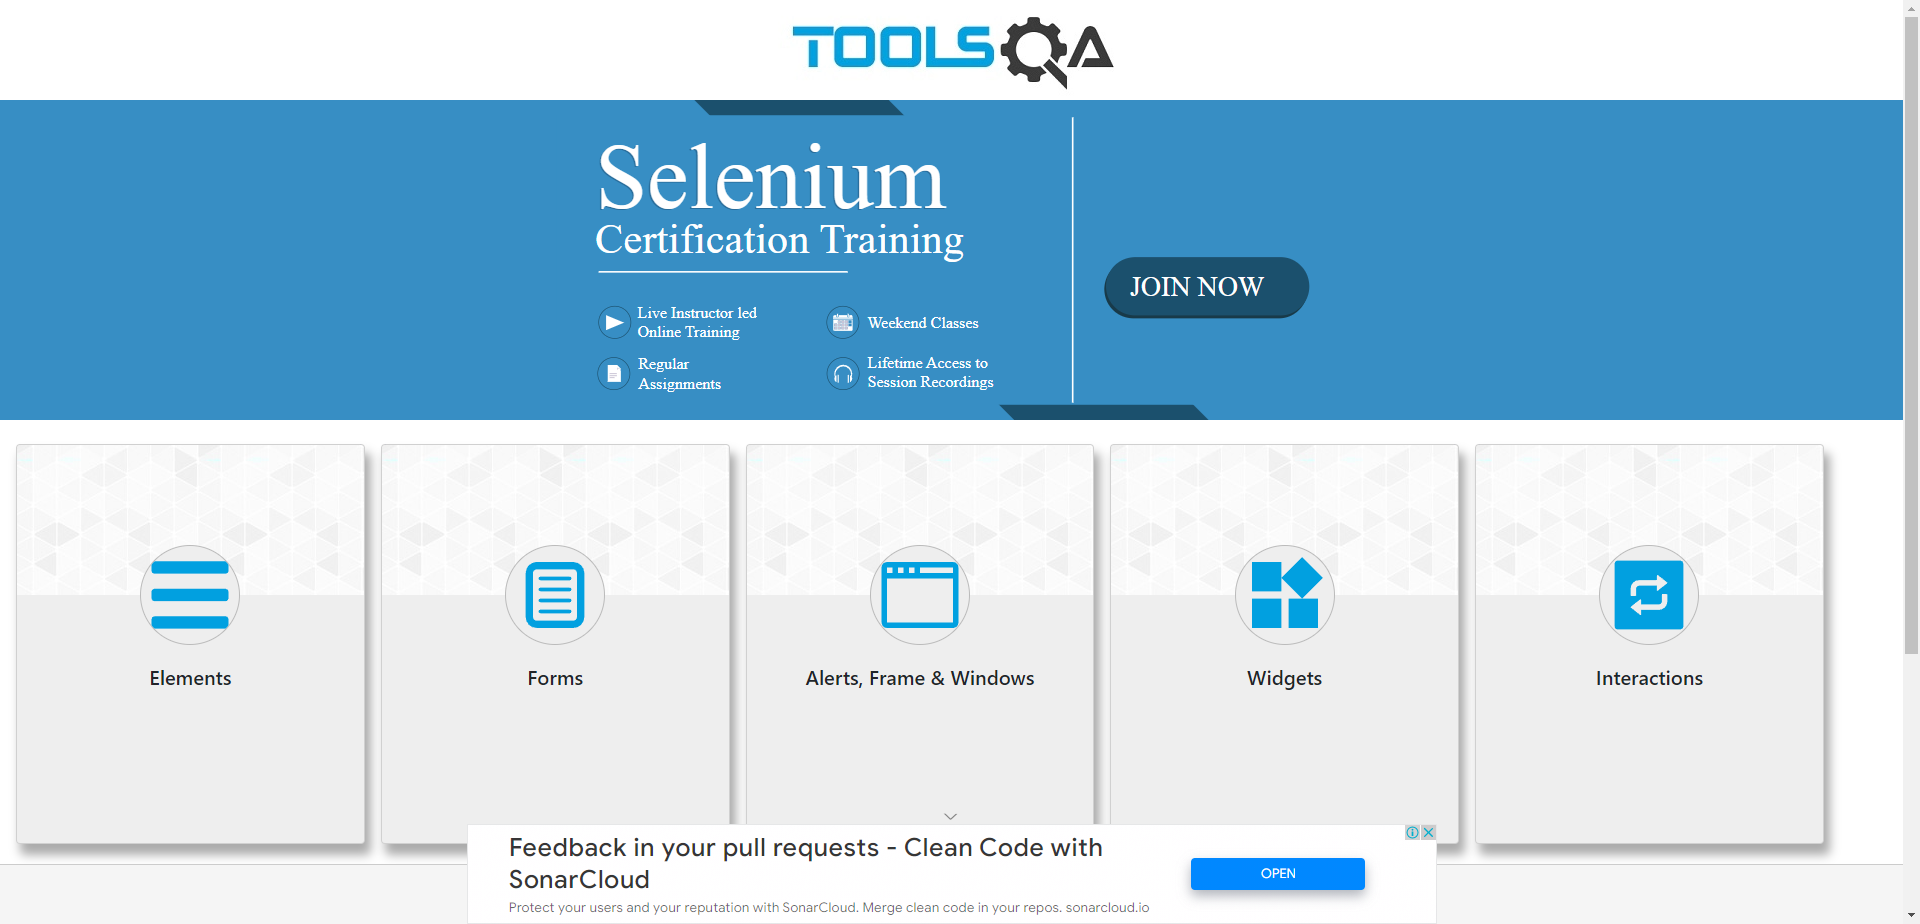 TOOLSQA
Selenium
Certification Training
JOIN NOW
Live Instructor led
Online Training
Weekend Classes
Regular
Assignments
Lifetime Access to
Session Recordings
Elements
Forms
Alerts, Frame & Windows
Widgets
Interactions
Feedback in your pull requests - Clean Code with
SonarCloud
Protect your users and your reputation with SonarCloud. Merge clean code in your repos. sonarcloud.io
OPEN